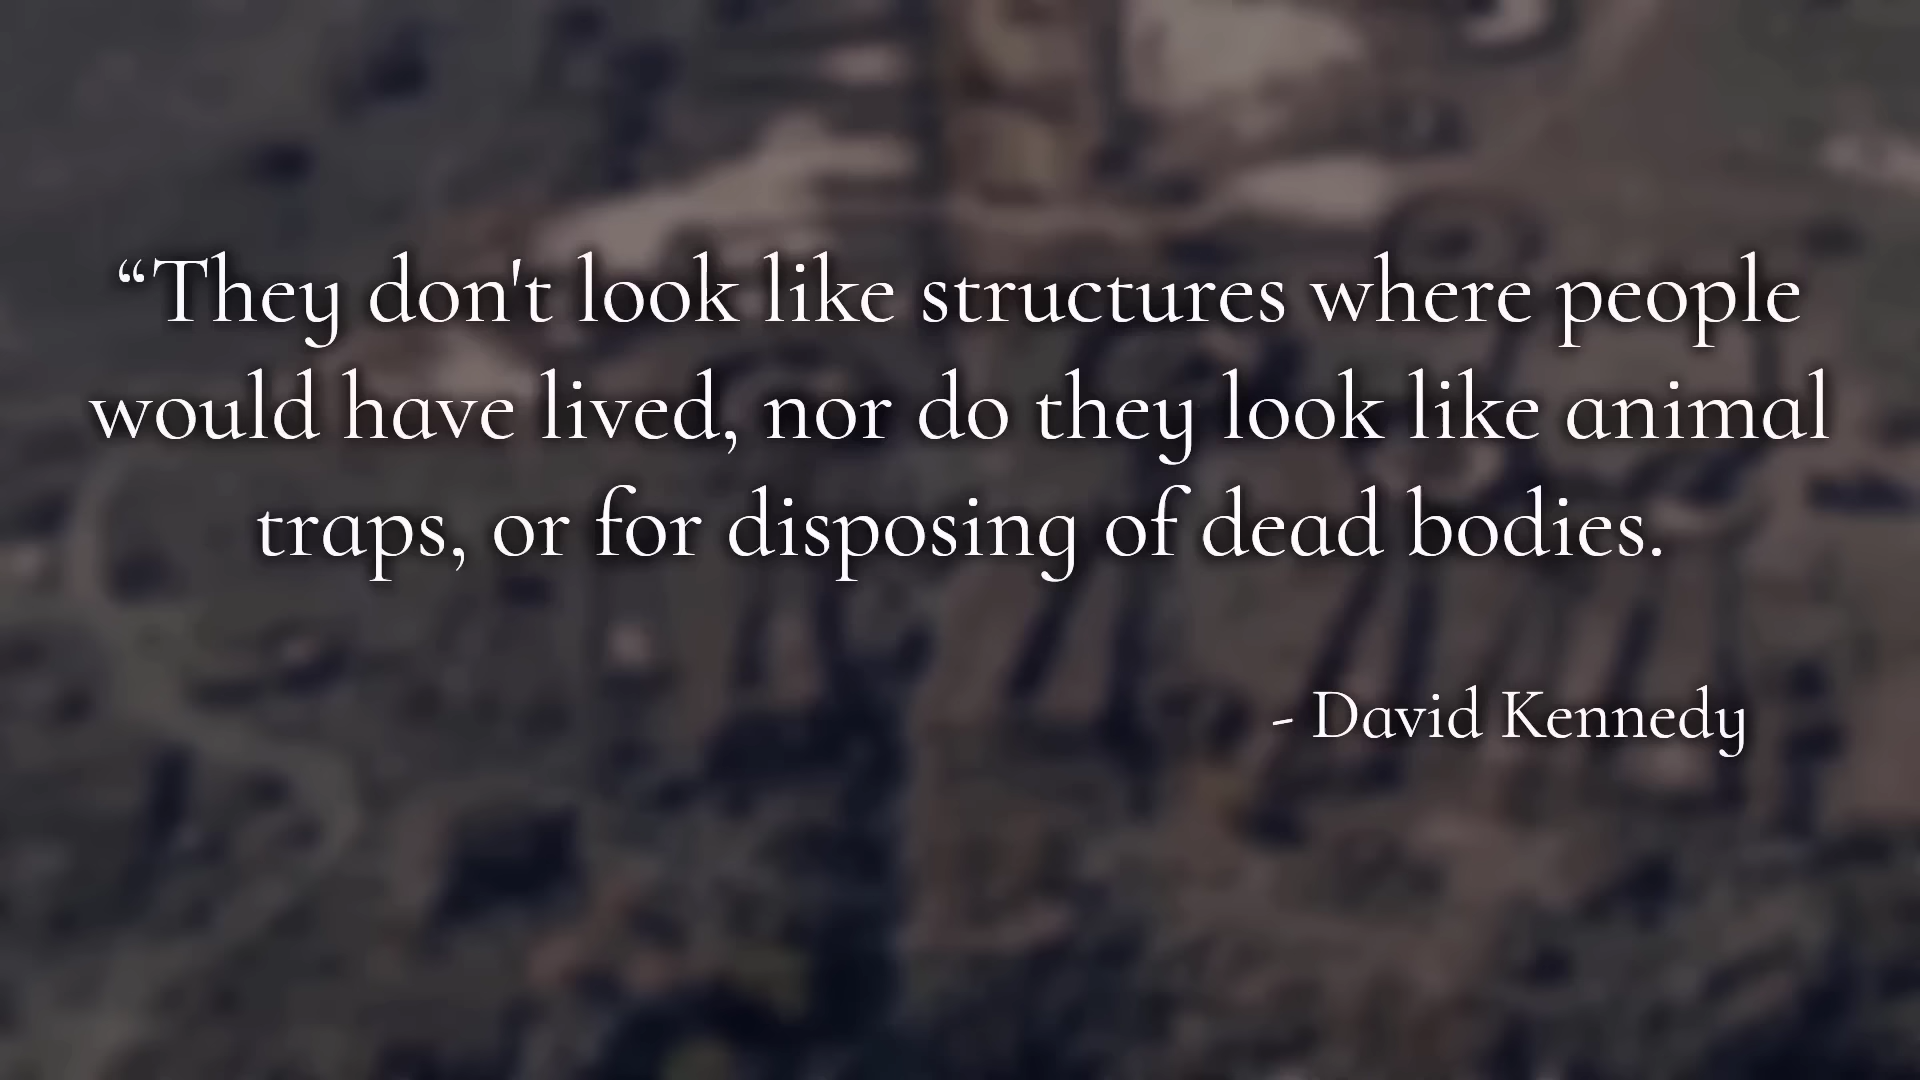 “They don't look like structures where people
would have lived, nor do they look like animal
traps, or for disposing of dead bodies.
- David Kennedy